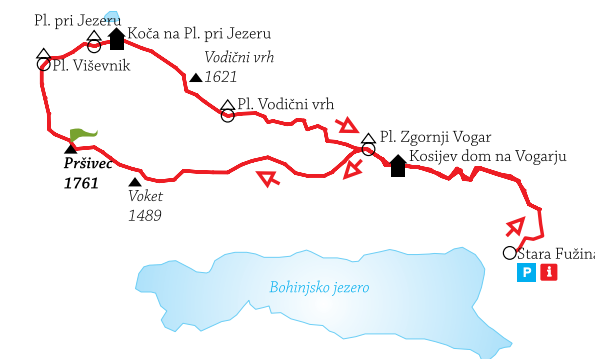 Pl. pri Jezeru
Koča na Pl. pri Jezeru
Pl. Viševnik
Vodični vrh
1621
Pl. Vodični vrh
Pl. Zgornji Vogar
Kosijev dom na Vogarju
Pršivec
1761
Voket
1489
Stara Fužina
P i
Bohinjsko jezero